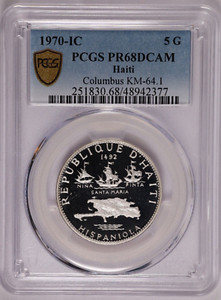 1970-IC 5 G
PCGS PR68DCAM
Haiti
Columbus KM-64.1
251830.68/48942377
PCGS
REPUBLIQUE D'HAITI
1492
NINA PINTA
SANTA MARIA
HISPANIOLA